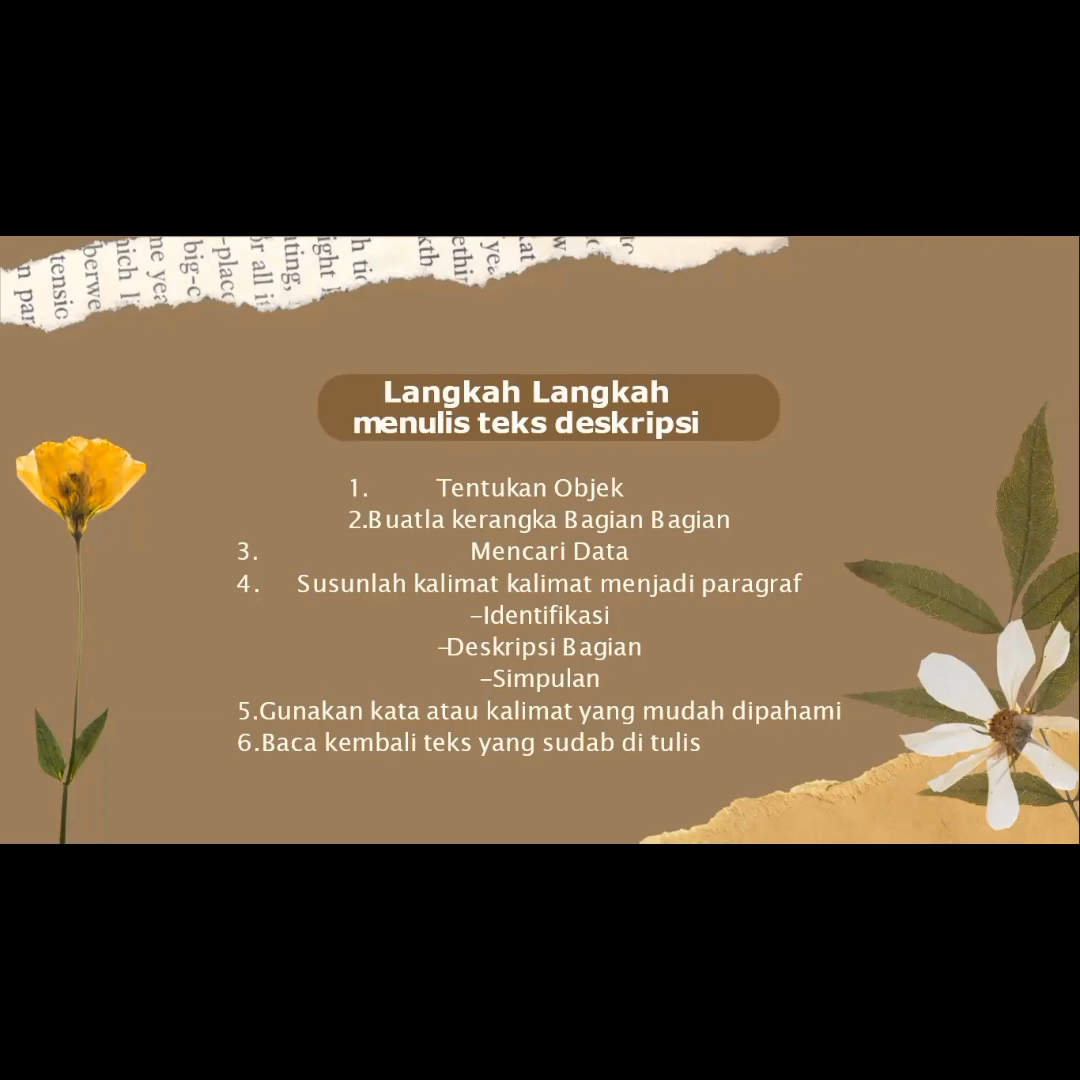 Langkah Langkah
menulis teks deskripsi
1. Tentukan Objek
2.Buatla kerangka Bagian Bagian
3. Mencari Data
4. Susunlah kalimat kalimat menjadi paragraf
-Identifikasi
-Deskripsi Bagian
-Simpulan
5.Gunakan kata atau kalimat yang mudah dipahami
6.Baca kembali teks yang sudab di tulis